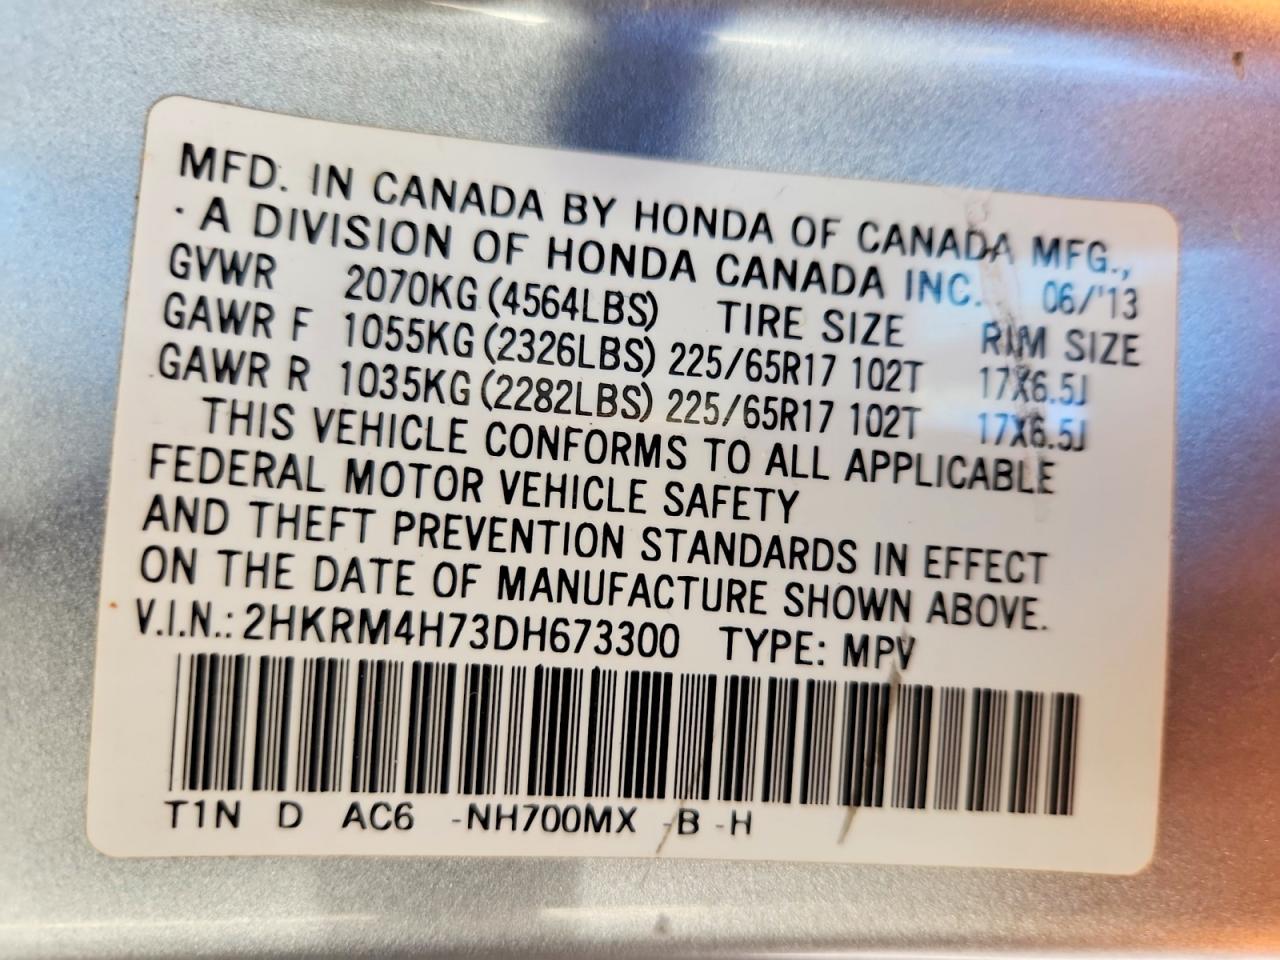 MFD. IN CANADA BY HONDA OF CANADA MFG.,
· A DIVISION OF HONDA CANADA INC. 06/'13
GVWR 2070KG (4564LBS) TIRE SIZE RIM SIZE
GAWR F 1055KG (2326LBS) 225/65R17 102T 17X6.5J
GAWR R 1035KG (2282LBS) 225/65R17 102T 17X6.5J
THIS VEHICLE CONFORMS TO ALL APPLICABLE
FEDERAL MOTOR VEHICLE SAFETY
AND THEFT PREVENTION STANDARDS IN EFFECT
ON THE DATE OF MANUFACTURE SHOWN ABOVE.
V.I.N.: 2HKRM4H73DH673300 TYPE: MPV
T1N D AC6 -NH700MX -B -H